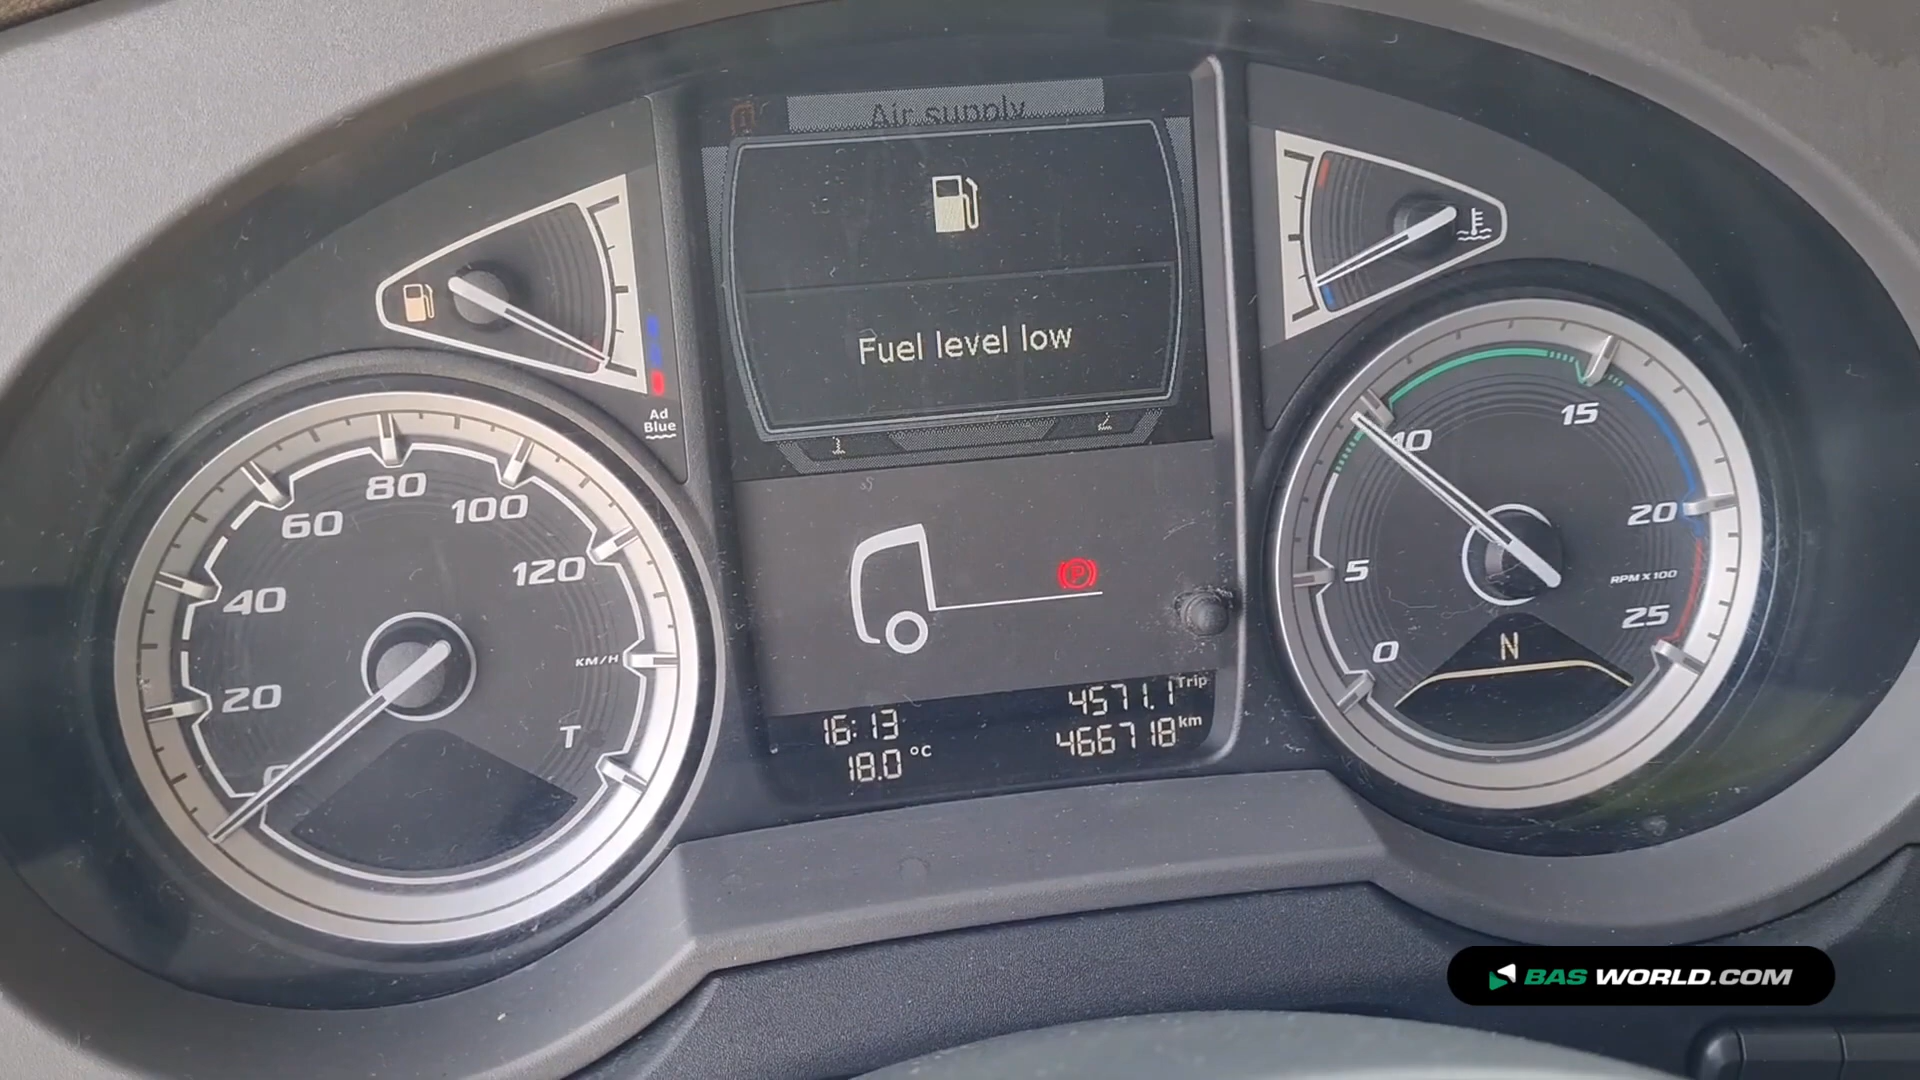 Air supply
Fuel level low
Ad
Blue
0
20
40
60
80
100
120
KM/H
T
16:13
18.0 °C
4571.1 Trip
466718 km
0
5
10
15
20
25
RPM X 100
N
BAS WORLD.COM